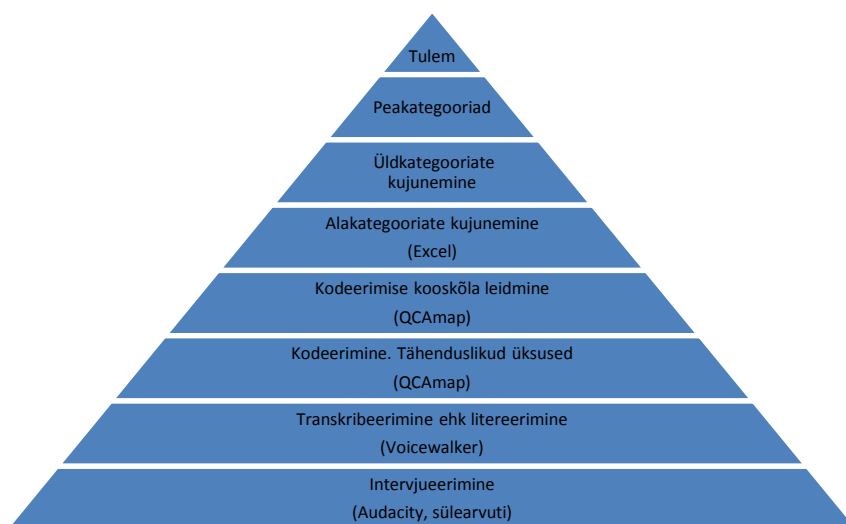 Tulem
Peakategooriad
Üldkategooriate
kujunemine
Alakategooriate kujunemine
(Excel)
Kodeerimise kooskõla leidmine
(QCAmap)
Kodeerimine. Tähenduslikud üksused
(QCAmap)
Transkribeerimine ehk litereerimine
(Voicewalker)
Intervjueerimine
(Audacity, sülearvuti)